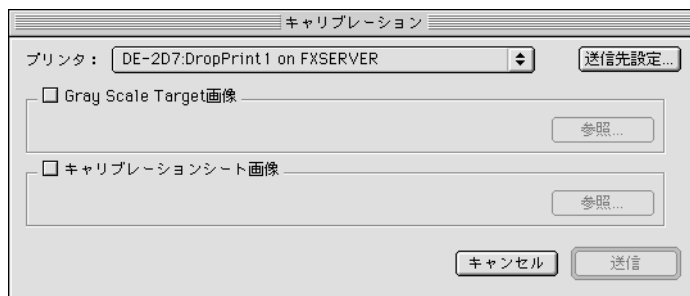 キャリブレーション
プリンタ： DE-2D7:DropPrint1 on FXSERVER 送信先設定...
Gray Scale Target画像
参照...
キャリブレーションシート画像
参照...
キャンセル 送信